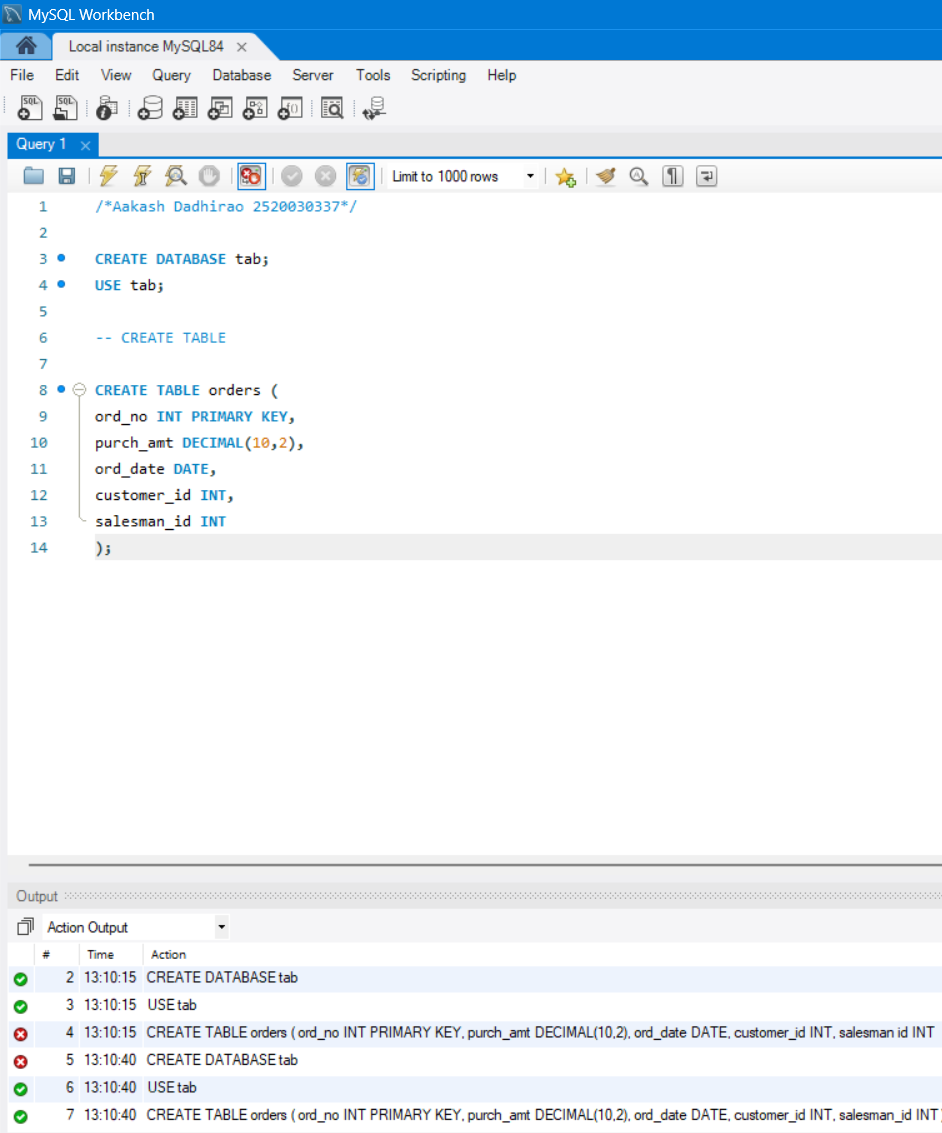 MySQL Workbench
Local instance MySQL84
File Edit View Query Database Server Tools Scripting Help
Query 1
Limit to 1000 rows
1 /*Aakash Dadhirao 2520030337*/
2
3 CREATE DATABASE tab;
4 USE tab;
5
6 -- CREATE TABLE
7
8 CREATE TABLE orders (
9 ord_no INT PRIMARY KEY,
10 purch_amt DECIMAL(10,2),
11 ord_date DATE,
12 customer_id INT,
13 salesman_id INT
14 );
Output
Action Output
# Time Action
2 13:10:15 CREATE DATABASE tab
3 13:10:15 USE tab
4 13:10:15 CREATE TABLE orders ( ord_no INT PRIMARY KEY, purch_amt DECIMAL(10,2), ord_date DATE, customer_id INT, salesman id INT
5 13:10:40 CREATE DATABASE tab
6 13:10:40 USE tab
7 13:10:40 CREATE TABLE orders ( ord_no INT PRIMARY KEY, purch_amt DECIMAL(10,2), ord_date DATE, customer_id INT, salesman_id INT )